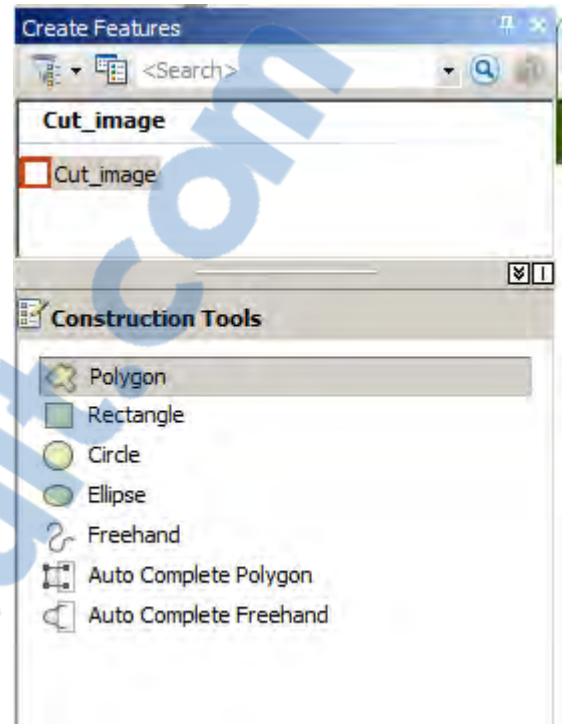 Create Features
<Search>
Cut_image
Cut_image
Construction Tools
Polygon
Rectangle
Circle
Ellipse
Freehand
Auto Complete Polygon
Auto Complete Freehand